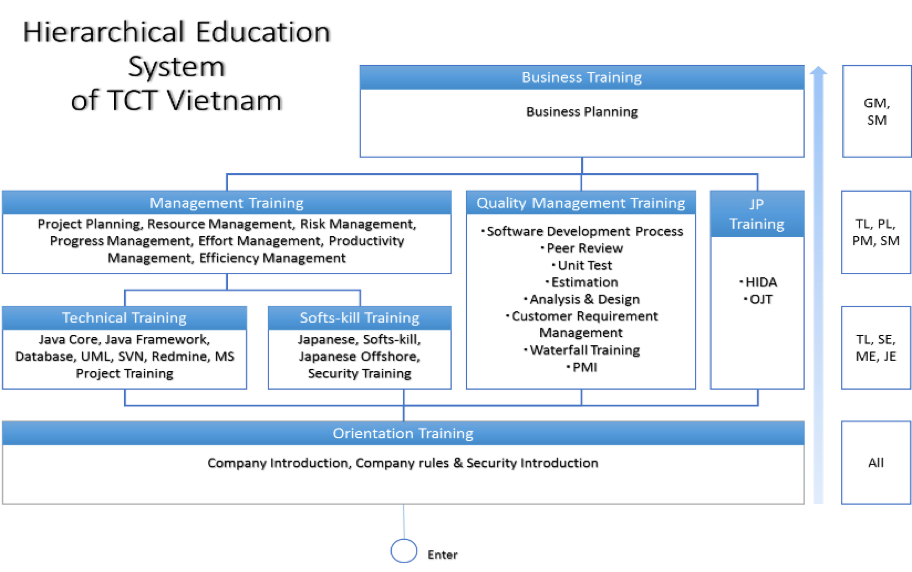 Hierarchical Education
System
of TCT Vietnam
Business Training
Business Planning
GM,
SM
Management Training
Project Planning, Resource Management, Risk Management,
Progress Management, Effort Management, Productivity
Management, Efficiency Management
Quality Management Training
・Software Development Process
・Peer Review
・Unit Test
・Estimation
・Analysis & Design
・Customer Requirement
Management
・Waterfall Training
・PMI
JP
Training
・HIDA
・OJT
TL, PL,
PM, SM
Technical Training
Java Core, Java Framework,
Database, UML, SVN, Redmine, MS
Project Training
Softs-kill Training
Japanese, Softs-kill,
Japanese Offshore,
Security Training
TL, SE,
ME, JE
Orientation Training
Company Introduction, Company rules & Security Introduction
All
Enter